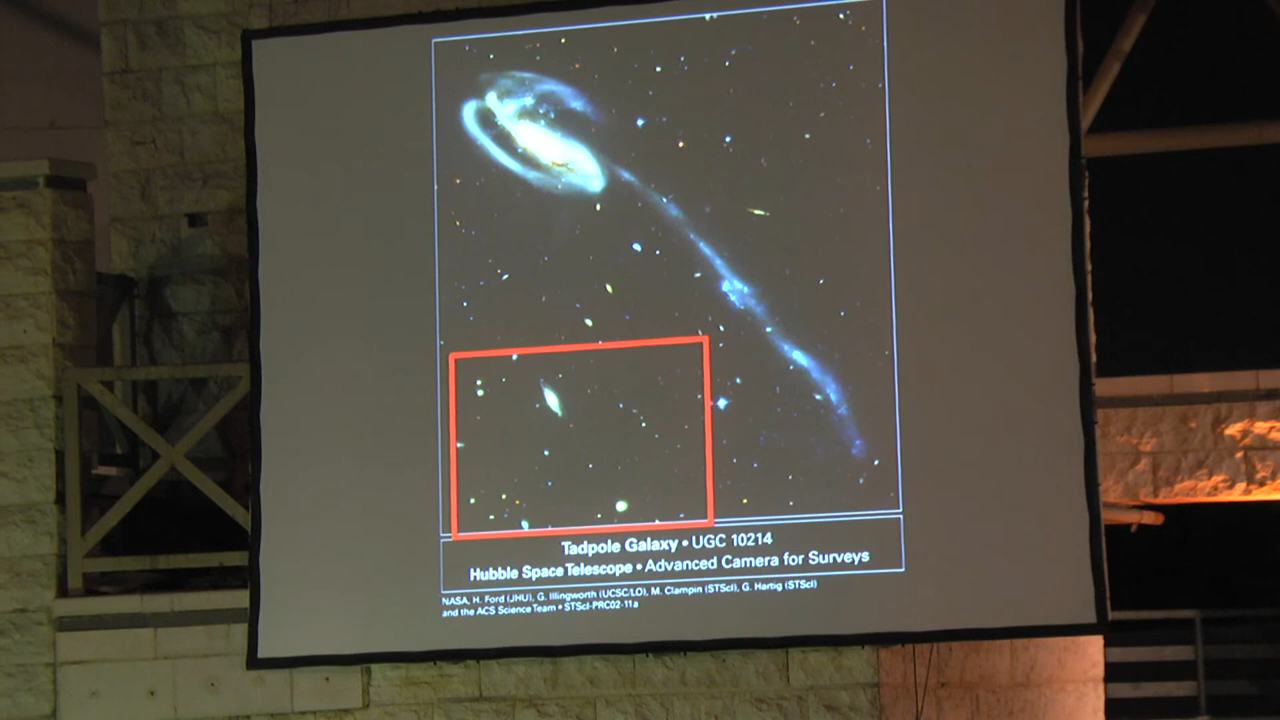 Tadpole Galaxy • UGC 10214
Hubble Space Telescope • Advanced Camera for Surveys
NASA, H. Ford (JHU), G. Illingworth (UCSC/LO), M. Clampin (STScI), G. Hartig (STScI)
and the ACS Science Team • STScI-PRC02-11a